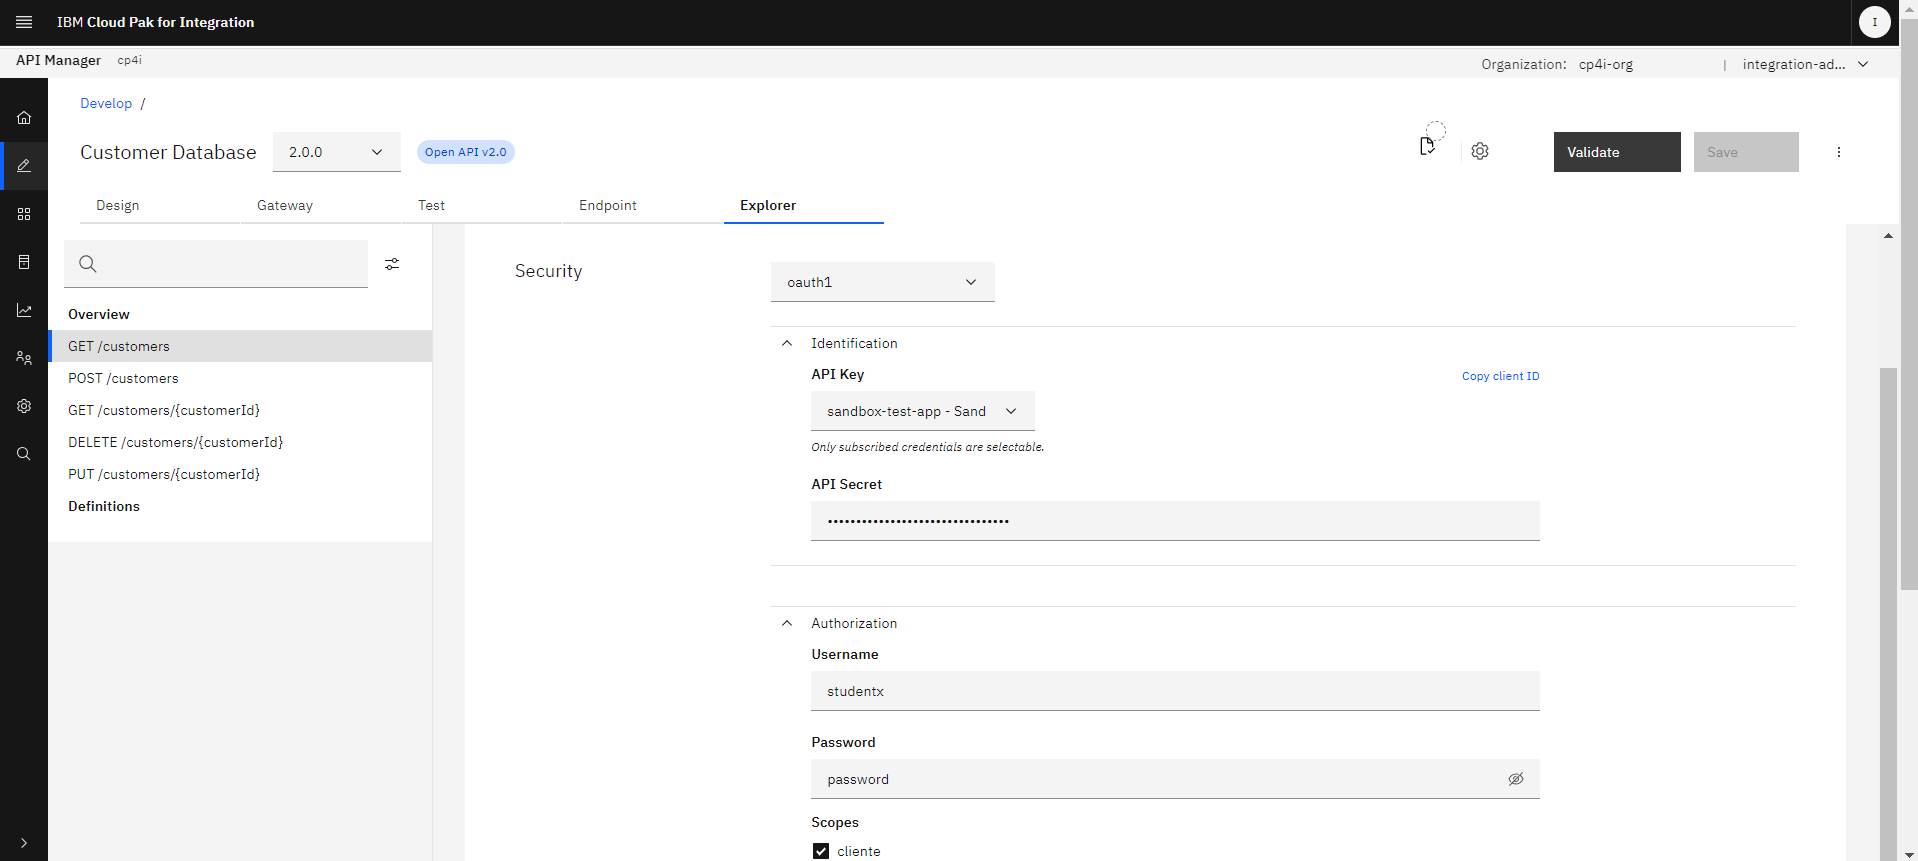 IBM Cloud Pak for Integration
I
API Manager cp4i
Organization: cp4i-org | integration-ad...
Develop /
Customer Database 2.0.0 Open API v2.0
Validate Save
Design Gateway Test Endpoint Explorer
Overview
GET /customers
POST /customers
GET /customers/{customerId}
DELETE /customers/{customerId}
PUT /customers/{customerId}
Definitions
Security oauth1
Identification
API Key Copy client ID
sandbox-test-app - Sand
Only subscribed credentials are selectable.
API Secret
••••••••••••••••••••••••••••••••
Authorization
Username
studentx
Password
password
Scopes
cliente